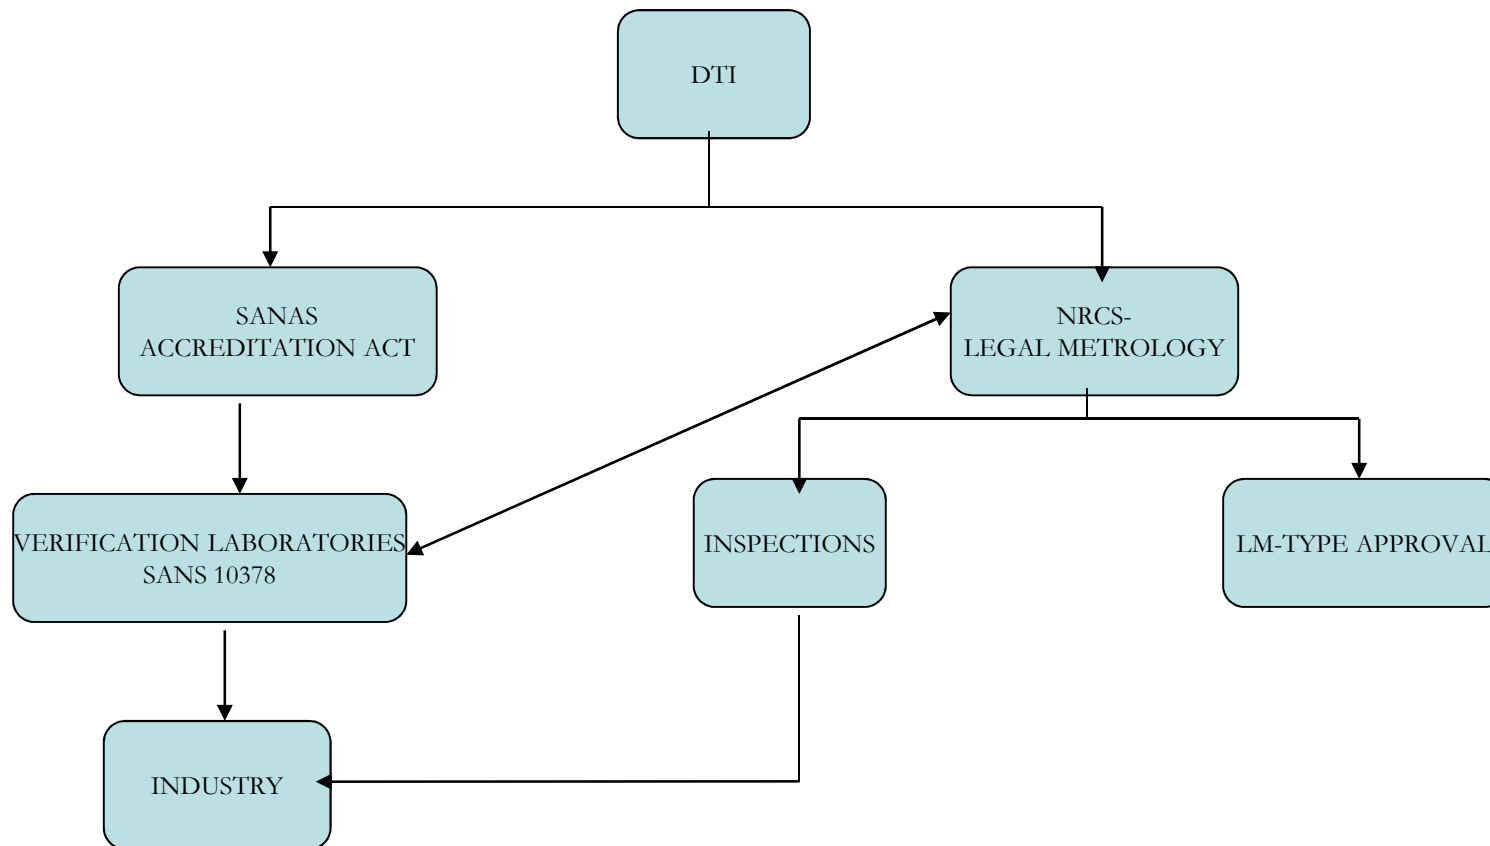 DTI
SANAS
ACCREDITATION ACT
NRCS-
LEGAL METROLOGY
VERIFICATION LABORATORIES
SANS 10378
INSPECTIONS
LM-TYPE APPROVAL
INDUSTRY